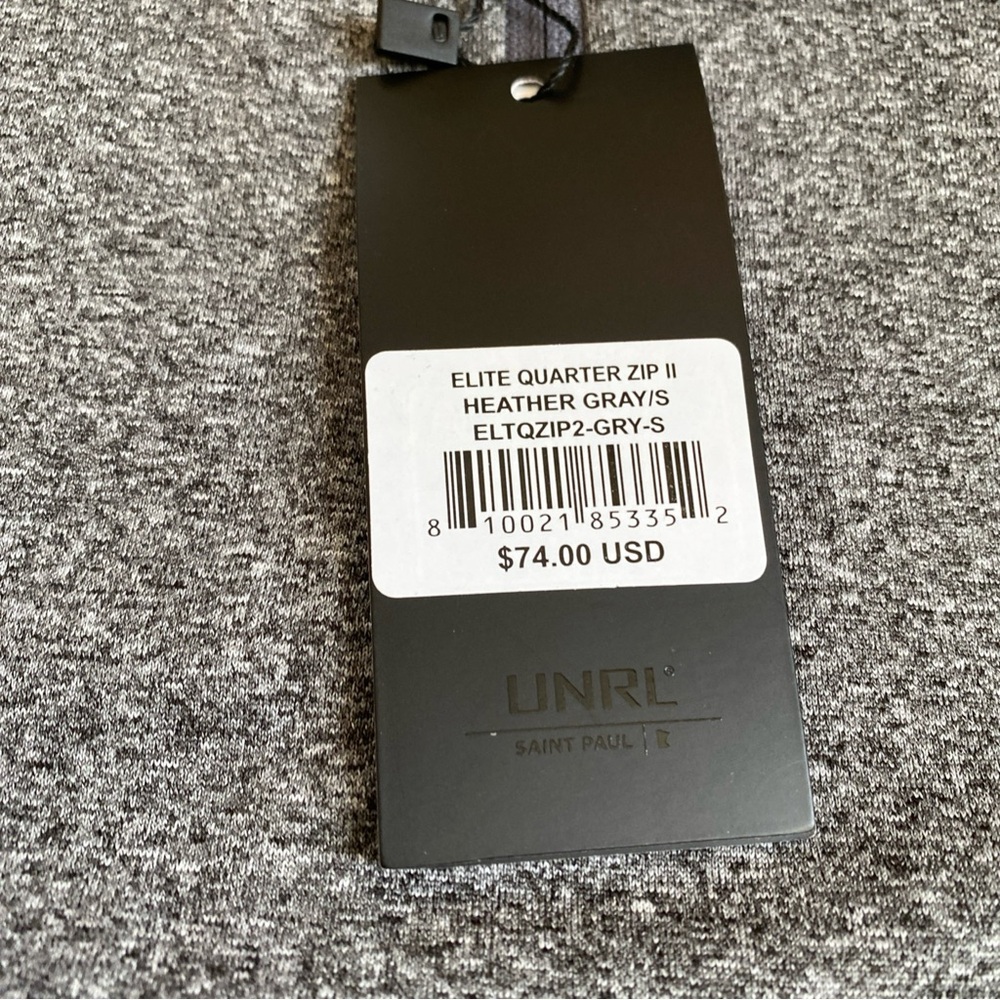 ELITE QUARTER ZIP II
HEATHER GRAY/S
ELTQZIP2-GRY-S
8 10021 85335 2
$74.00 USD
UNRL
SAINT PAUL